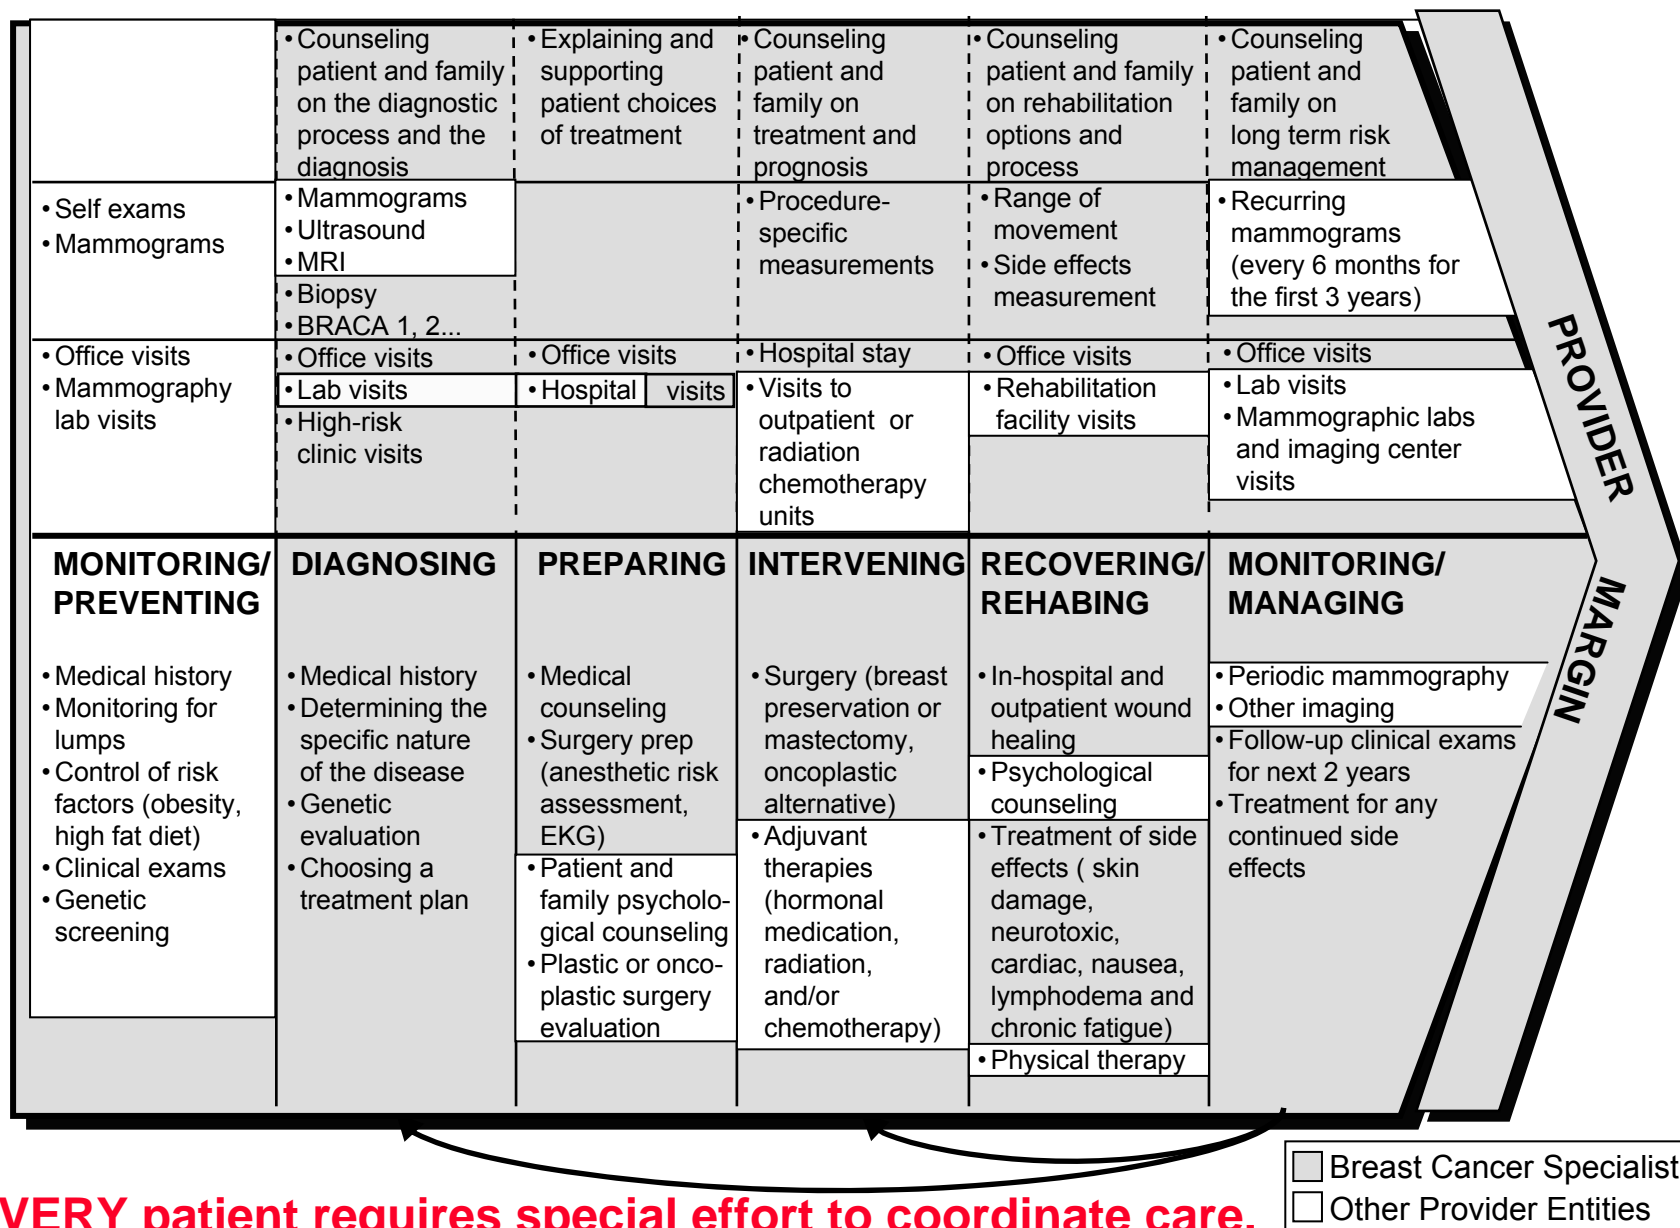 • Counseling
patient and family
on the diagnostic
process and the
diagnosis
• Explaining and
supporting
patient choices
of treatment
• Counseling
patient and
family on
treatment and
prognosis
• Counseling
patient and family
on rehabilitation
options and
process
• Counseling
patient and
family on
long term risk
management
• Self exams
• Mammograms
• Mammograms
• Ultrasound
• MRI
• Biopsy
• BRACA 1, 2...
• Procedure-
specific
measurements
• Range of
movement
• Side effects
measurement
• Recurring
mammograms
(every 6 months for
the first 3 years)
• Office visits
• Mammography
lab visits
• Office visits
• Lab visits
• High-risk
clinic visits
• Office visits
• Hospital visits
• Hospital stay
• Visits to
outpatient or
radiation
chemotherapy
units
• Office visits
• Rehabilitation
facility visits
• Office visits
• Lab visits
• Mammographic labs
and imaging center
visits
MONITORING/
PREVENTING
DIAGNOSING
PREPARING
INTERVENING
RECOVERING/
REHABING
MONITORING/
MANAGING
• Medical history
• Monitoring for
lumps
• Control of risk
factors (obesity,
high fat diet)
• Clinical exams
• Genetic
screening
• Medical history
• Determining the
specific nature
of the disease
• Genetic
evaluation
• Choosing a
treatment plan
• Medical
counseling
• Surgery prep
(anesthetic risk
assessment,
EKG)
• Patient and
family psycholo-
gical counseling
• Plastic or onco-
plastic surgery
evaluation
• Surgery (breast
preservation or
mastectomy,
oncoplastic
alternative)
• Adjuvant
therapies
(hormonal
medication,
radiation,
and/or
chemotherapy)
• In-hospital and
outpatient wound
healing
• Psychological
counseling
• Treatment of side
effects ( skin
damage,
neurotoxic,
cardiac, nausea,
lymphodema and
chronic fatigue)
• Physical therapy
• Periodic mammography
• Other imaging
• Follow-up clinical exams
for next 2 years
• Treatment for any
continued side
effects
PROVIDER
MARGIN
Breast Cancer Specialist
Other Provider Entities
VERY patient requires special effort to coordinate care.